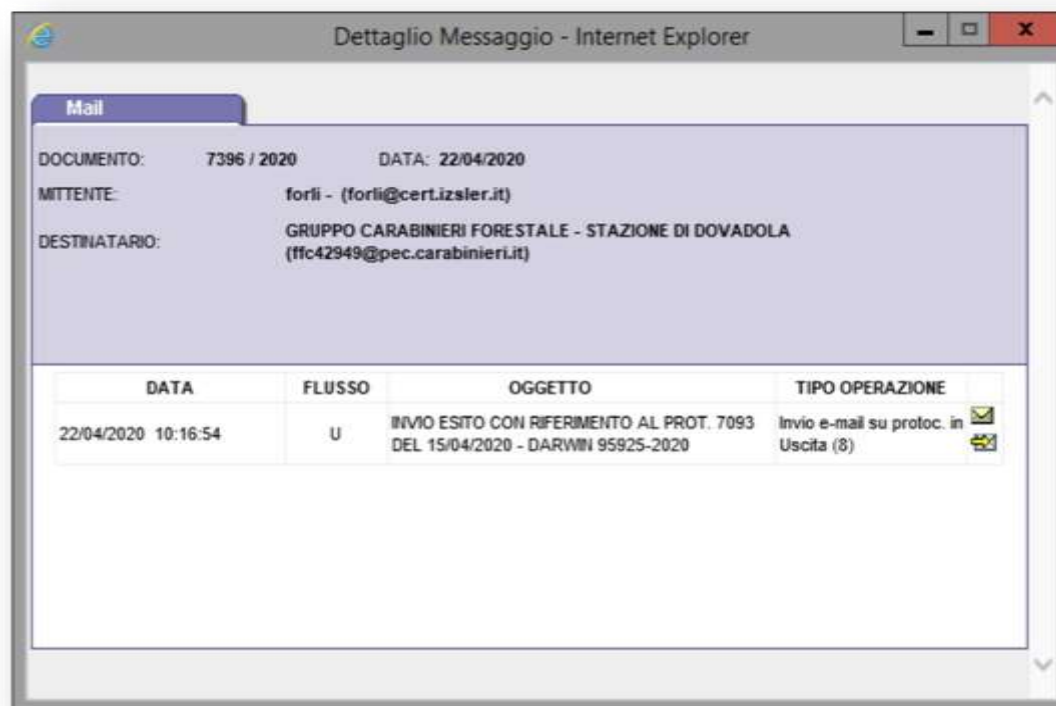 Dettaglio Messaggio - Internet Explorer
Mail
DOCUMENTO: 7396 / 2020 DATA: 22/04/2020
MITTENTE: forli - (forli@cert.izsler.it)
DESTINATARIO: GRUPPO CARABINIERI FORESTALE - STAZIONE DI DOVADOLA
(ffc42949@pec.carabinieri.it)
DATA FLUSSO OGGETTO TIPO OPERAZIONE
22/04/2020 10:16:54 U INVIO ESITO CON RIFERIMENTO AL PROT. 7093 Invio e-mail su protoc. in
DEL 15/04/2020 - DARWIN 95925-2020 Uscita (8)